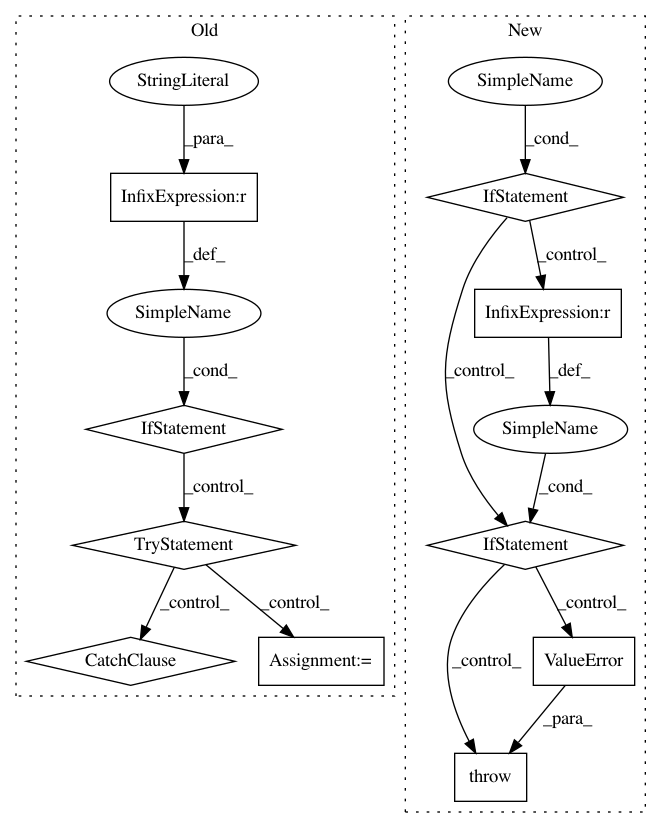 Old
StringLiteral
_para_
InfixExpression:r
_def_
SimpleName
_cond_
IfStatement
_control_
TryStatement
_control_
_control_
CatchClause
Assignment:=
New
SimpleName
_cond_
IfStatement
_control_
InfixExpression:r
_control_
_def_
SimpleName
_cond_
IfStatement
_control_
_control_
ValueError
_para_
throw